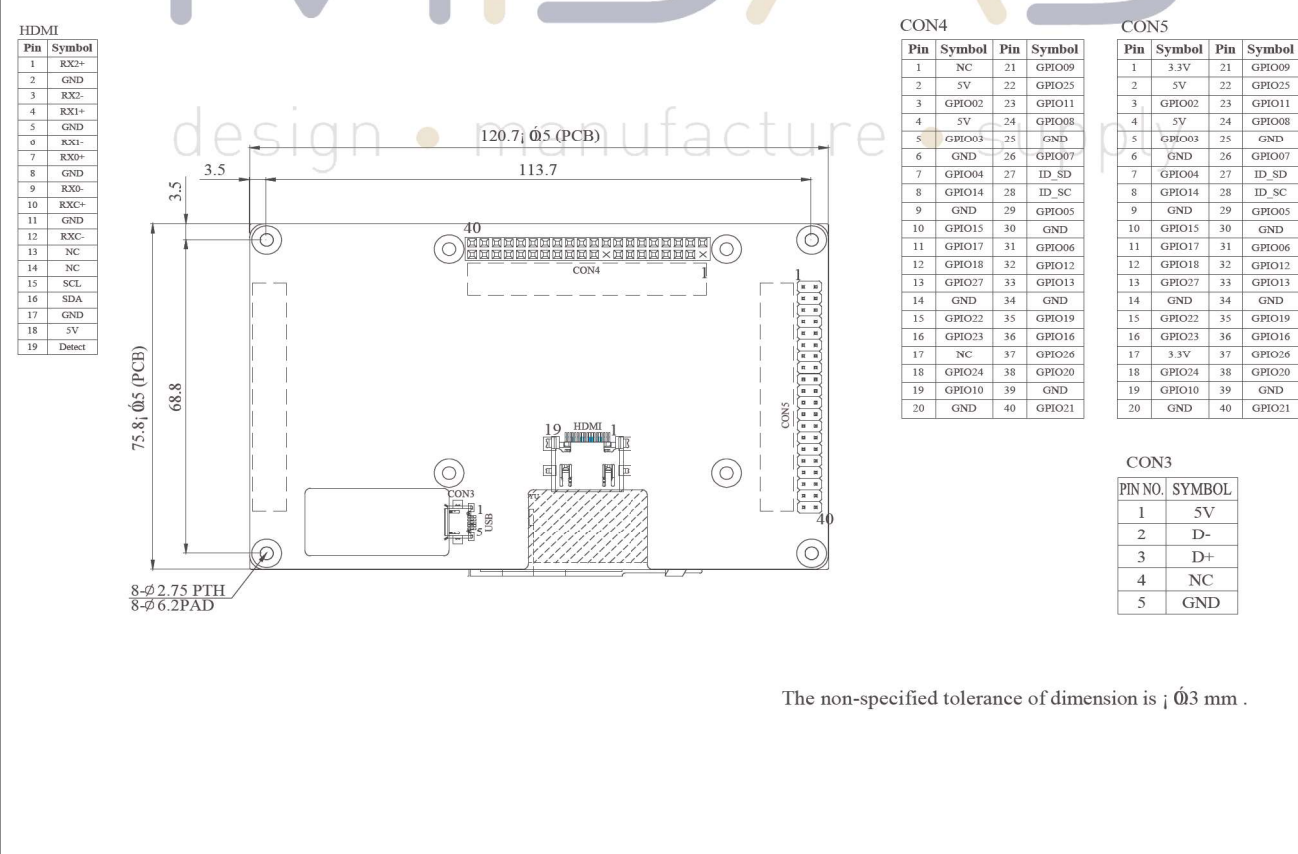 HDMI
Pin Symbol
1 RX2+
2 GND
3 RX2-
4 RX1+
5 GND
6 RX1-
7 RX0+
8 GND
9 RX0-
10 RXC+
11 GND
12 RXC-
13 NC
14 NC
15 SCL
16 SDA
17 GND
18 5V
19 Detect
design • manufacture • supply
120.7¡Ó0.5 (PCB)
3.5
113.7
3.5
75.8¡Ó0.5 (PCB)
68.8
40
CON4
1
1
CON5
40
19 HDMI 1
CON3
1
USB
5
8-∅2.75 PTH
8-∅6.2PAD
CON4
Pin Symbol Pin Symbol
1 NC 21 GPIO09
2 5V 22 GPIO25
3 GPIO02 23 GPIO11
4 5V 24 GPIO08
5 GPIO03 25 GND
6 GND 26 GPIO07
7 GPIO04 27 ID_SD
8 GPIO14 28 ID_SC
9 GND 29 GPIO05
10 GPIO15 30 GND
11 GPIO17 31 GPIO06
12 GPIO18 32 GPIO12
13 GPIO27 33 GPIO13
14 GND 34 GND
15 GPIO22 35 GPIO19
16 GPIO23 36 GPIO16
17 NC 37 GPIO26
18 GPIO24 38 GPIO20
19 GPIO10 39 GND
20 GND 40 GPIO21
CON5
Pin Symbol Pin Symbol
1 3.3V 21 GPIO09
2 5V 22 GPIO25
3 GPIO02 23 GPIO11
4 5V 24 GPIO08
5 GPIO03 25 GND
6 GND 26 GPIO07
7 GPIO04 27 ID_SD
8 GPIO14 28 ID_SC
9 GND 29 GPIO05
10 GPIO15 30 GND
11 GPIO17 31 GPIO06
12 GPIO18 32 GPIO12
13 GPIO27 33 GPIO13
14 GND 34 GND
15 GPIO22 35 GPIO19
16 GPIO23 36 GPIO16
17 3.3V 37 GPIO26
18 GPIO24 38 GPIO20
19 GPIO10 39 GND
20 GND 40 GPIO21
CON3
PIN NO. SYMBOL
1 5V
2 D-
3 D+
4 NC
5 GND
The non-specified tolerance of dimension is ¡Ó0.3 mm .